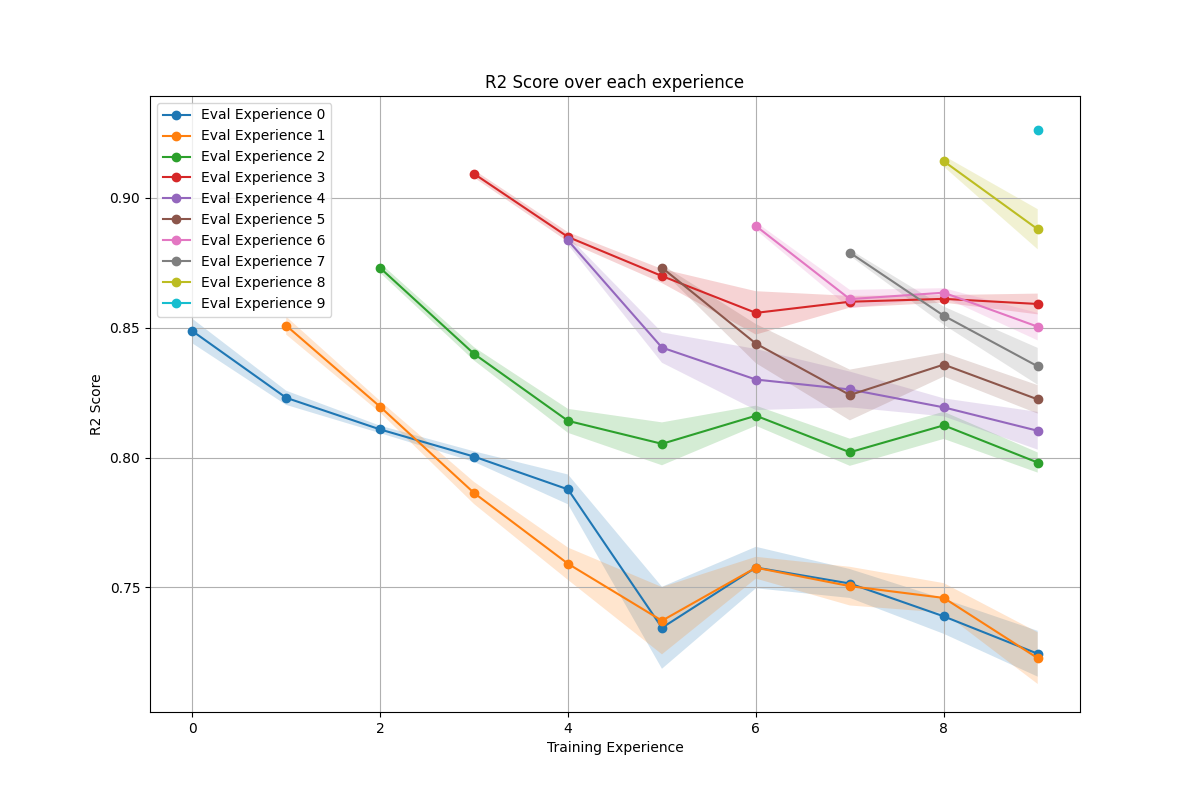 R2 Score over each experience
Eval Experience 0
Eval Experience 1
Eval Experience 2
Eval Experience 3
Eval Experience 4
Eval Experience 5
Eval Experience 6
Eval Experience 7
Eval Experience 8
Eval Experience 9
0.90
0.85
0.80
0.75
R2 Score
0 2 4 6 8
Training Experience